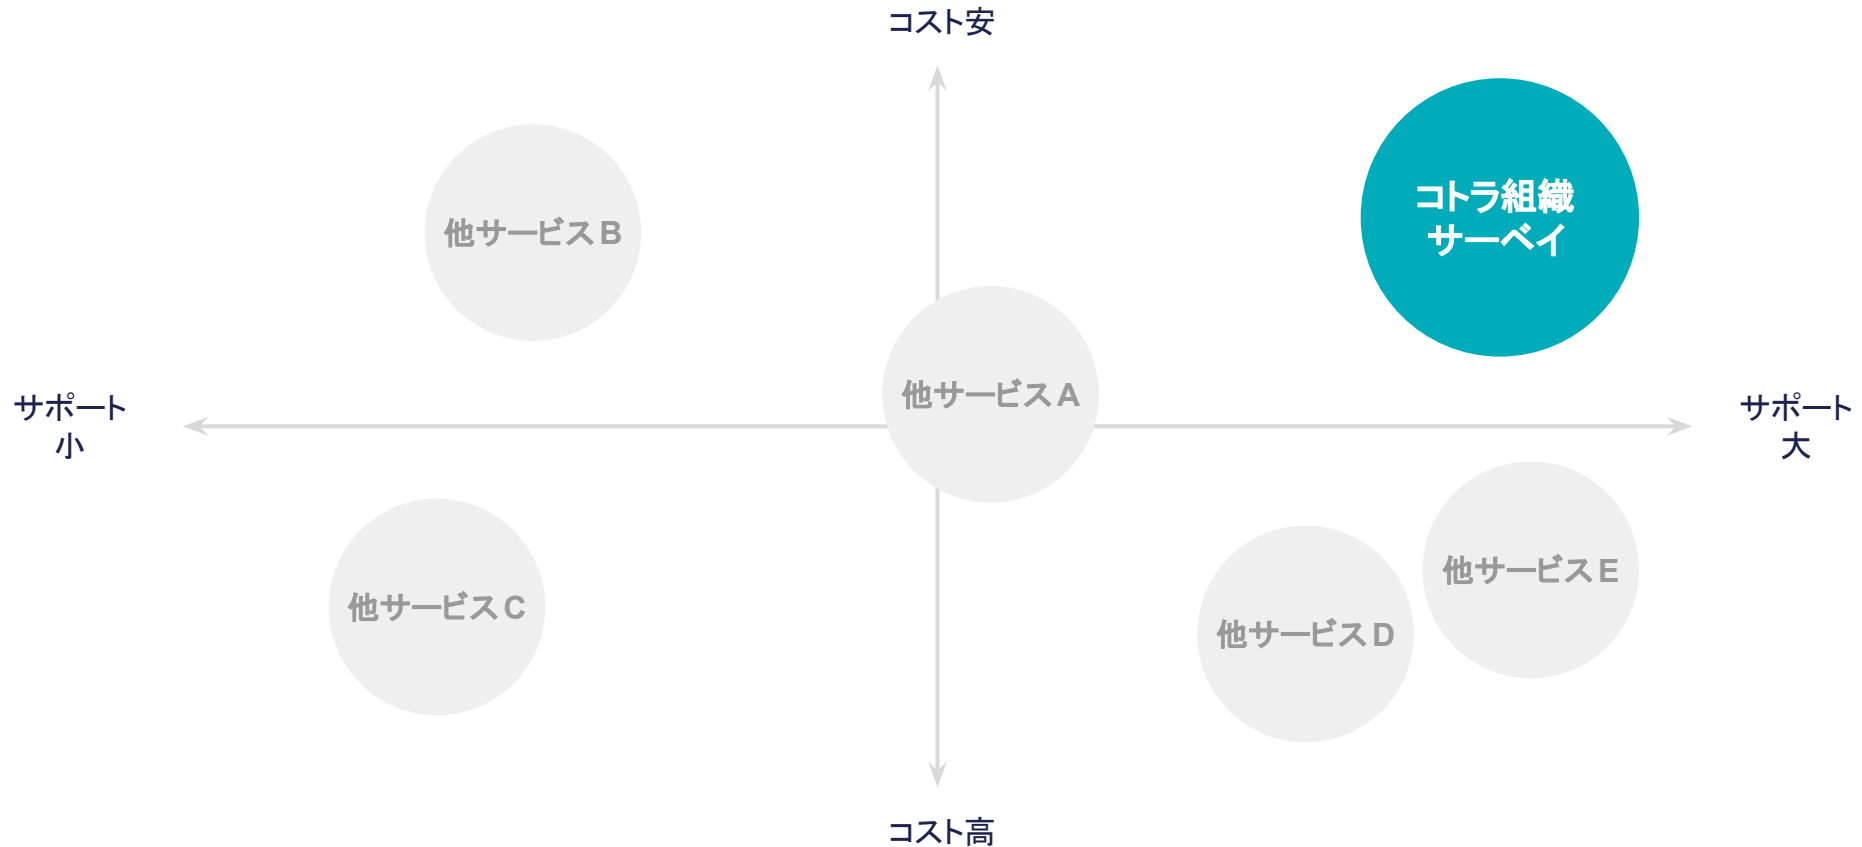 コスト安
コトラ組織
サーベイ
他サービスB
他サービスA
サポート
小
サポート
大
他サービスE
他サービスC
他サービスD
コスト高